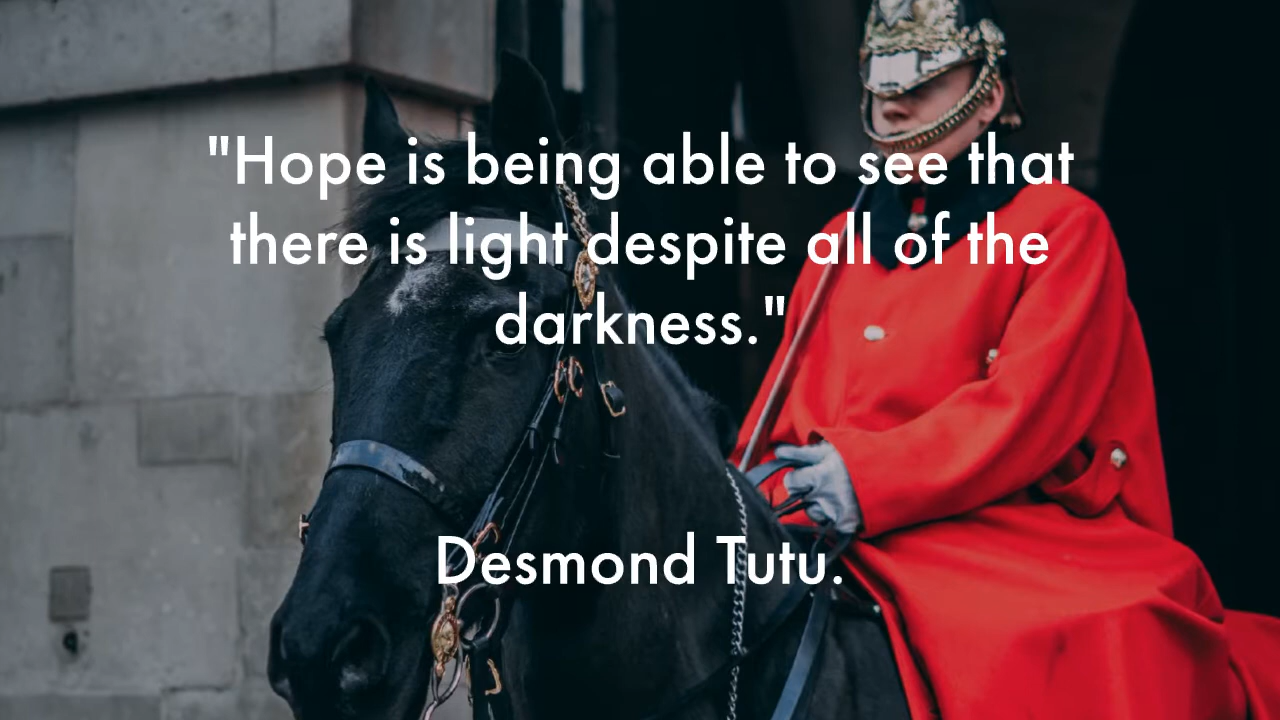 "Hope is being able to see that
there is light despite all of the
darkness."
Desmond Tutu.